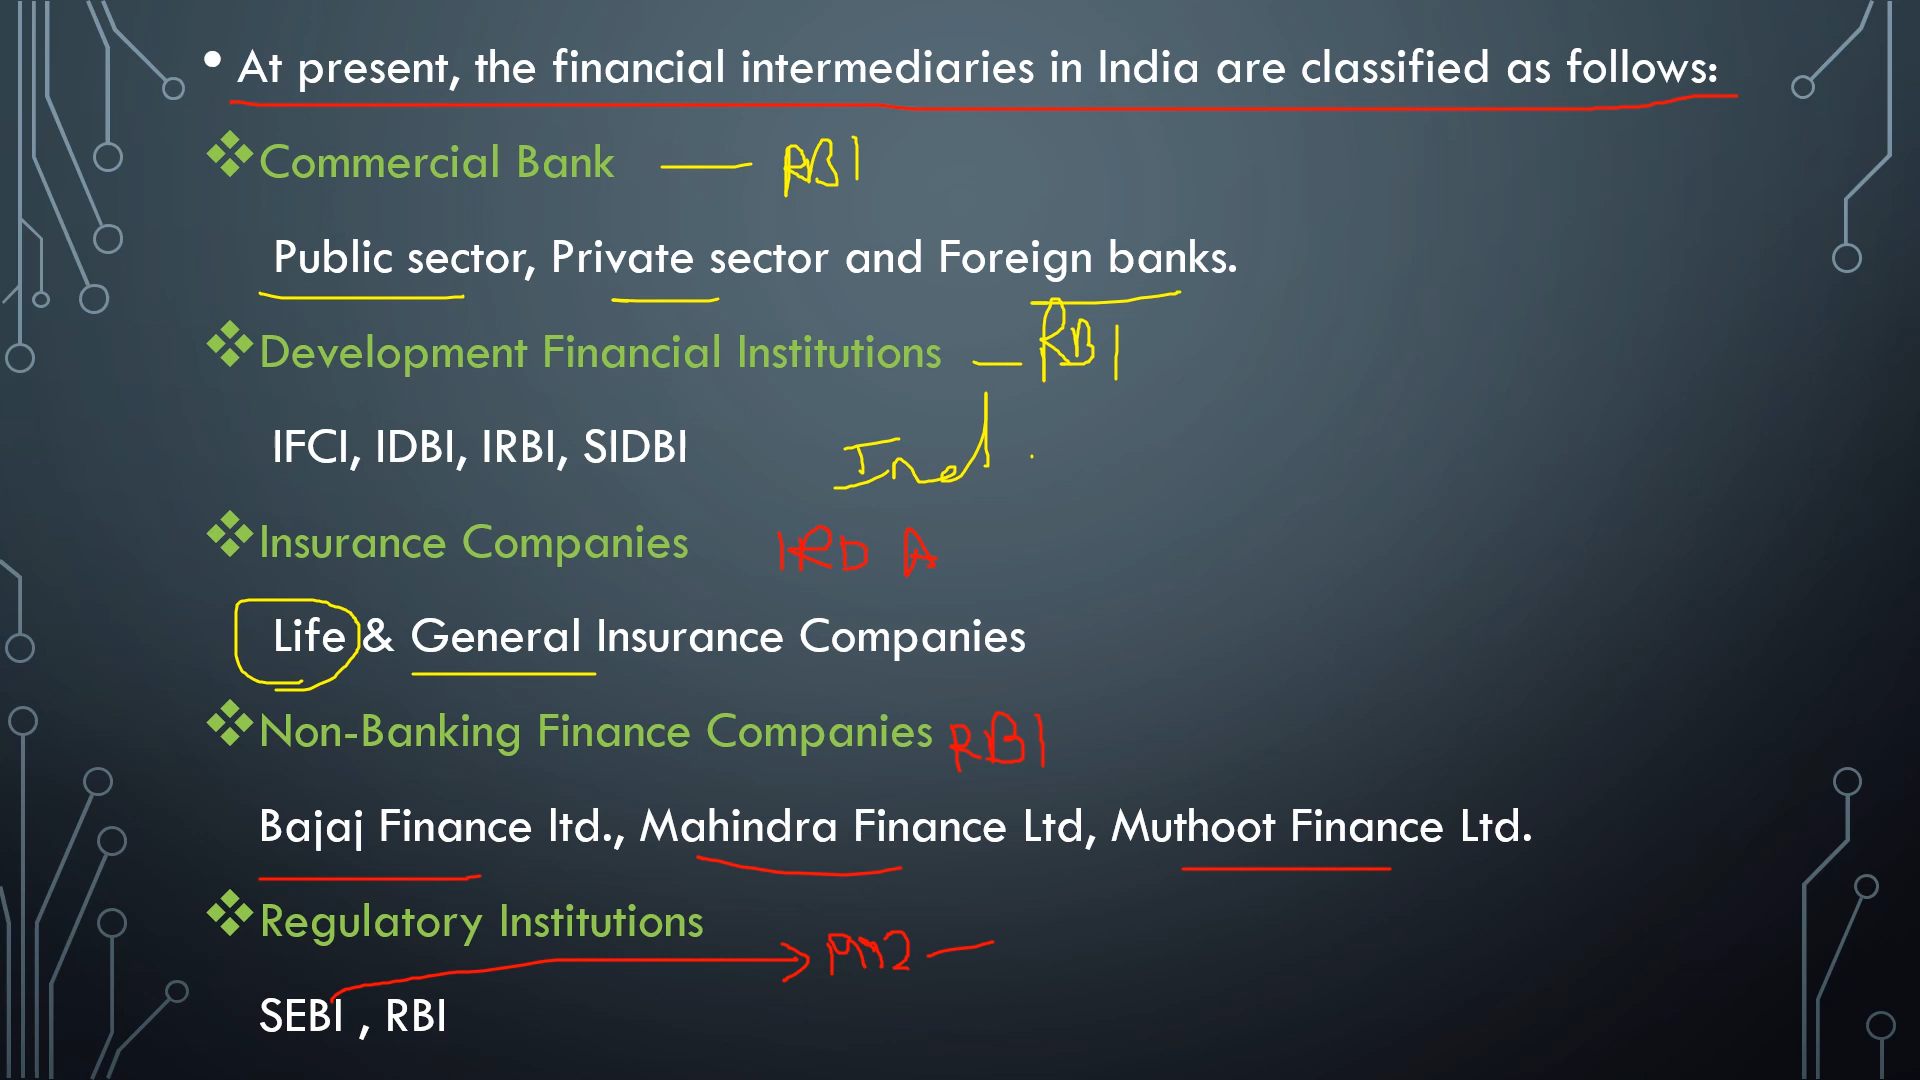 • At present, the financial intermediaries in India are classified as follows:
❖Commercial Bank — RBI
Public sector, Private sector and Foreign banks.
❖Development Financial Institutions — RBI
IFCI, IDBI, IRBI, SIDBI Ind
❖Insurance Companies IRDA
Life & General Insurance Companies
❖Non-Banking Finance Companies RBI
Bajaj Finance ltd., Mahindra Finance Ltd, Muthoot Finance Ltd.
❖Regulatory Institutions
SEBI , RBI